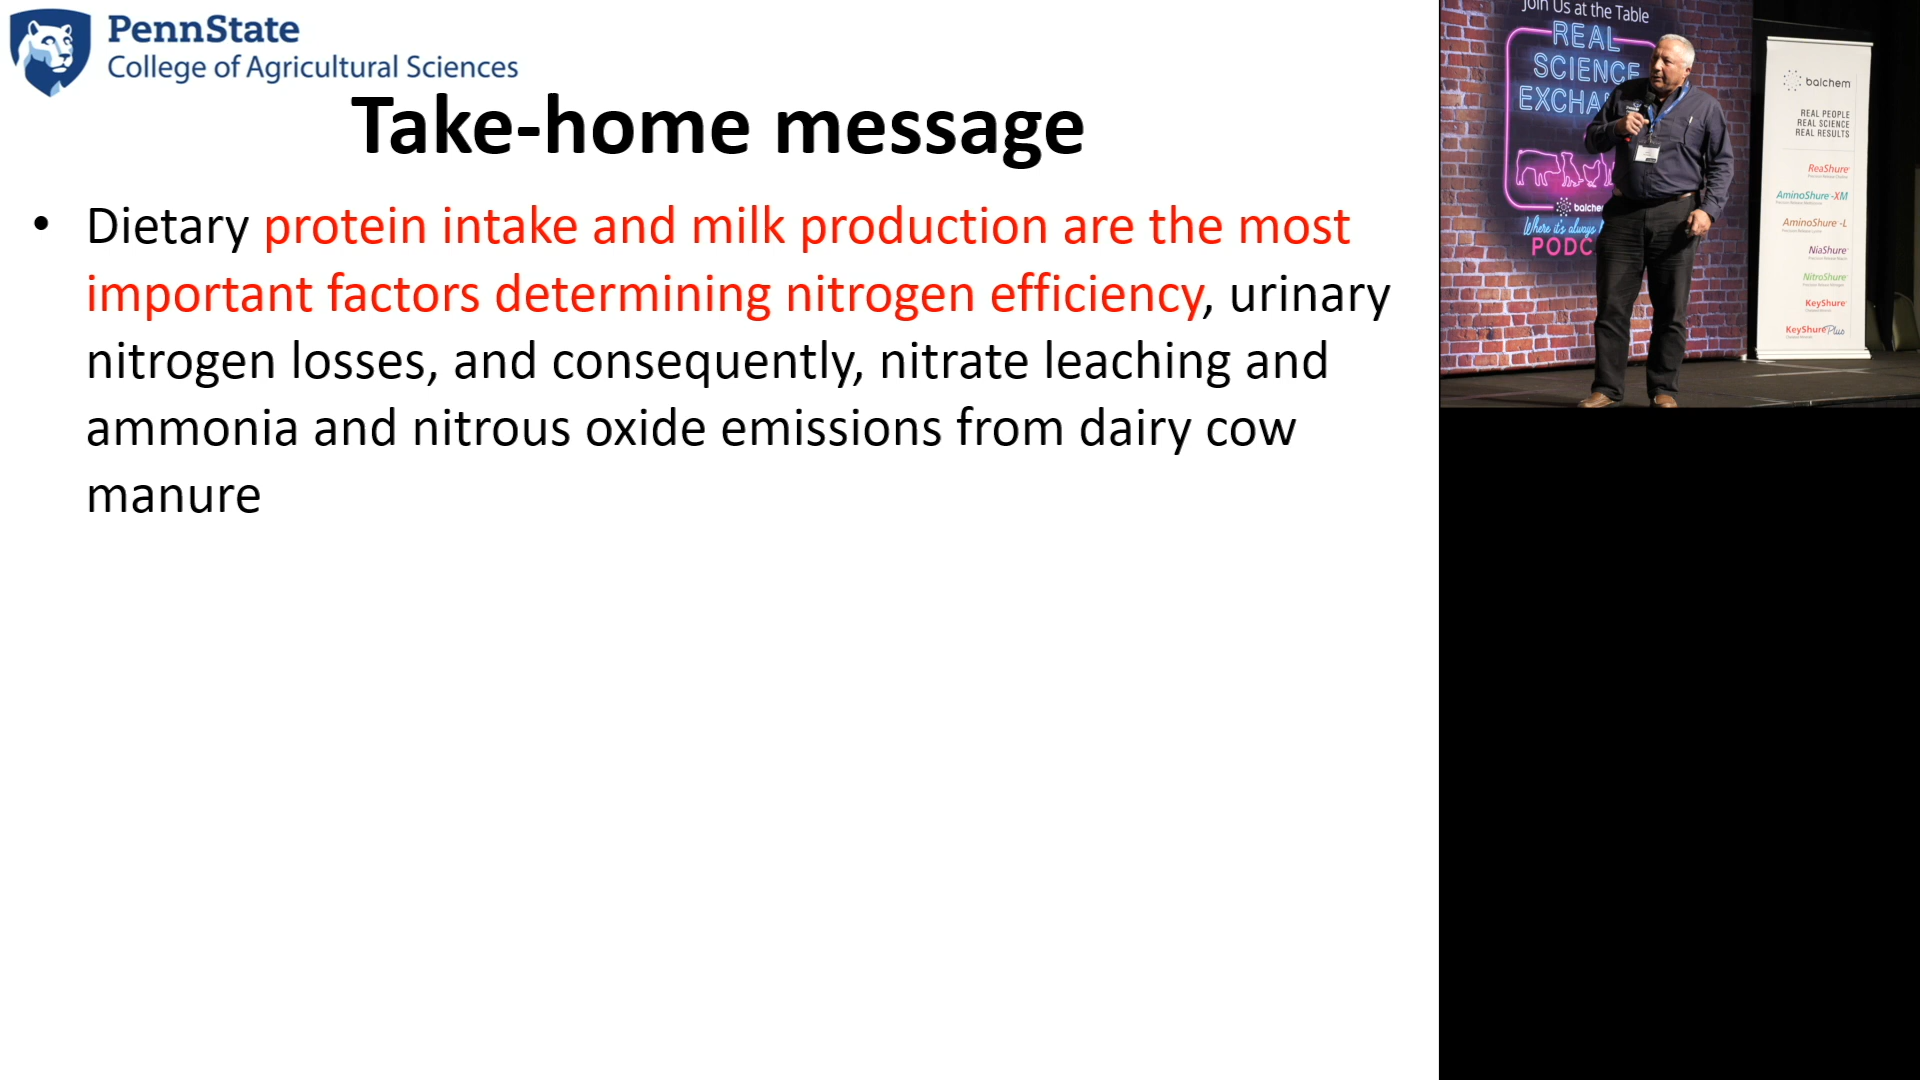 PennState
College of Agricultural Sciences
Take-home message
• Dietary protein intake and milk production are the most
important factors determining nitrogen efficiency, urinary
nitrogen losses, and consequently, nitrate leaching and
ammonia and nitrous oxide emissions from dairy cow
manure
Join Us at the Table
REAL
SCIENCE
balchem
Where it's always
REAL PEOPLE
REAL SCIENCE
REAL RESULTS
ReaShure
AminoShure-XM
AminoShure-L
NiaShure
NitroShure
KeyShure
KeyShure Plus